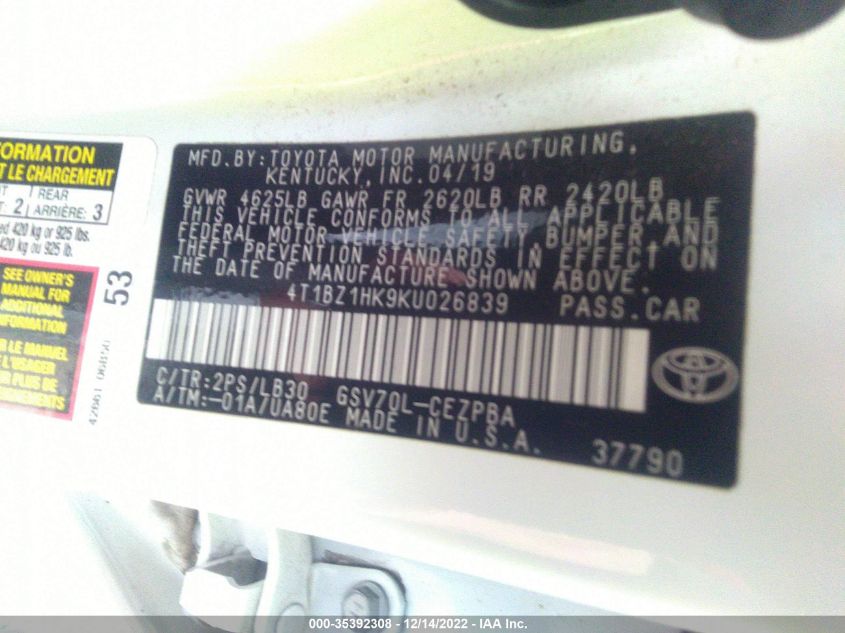 FORMATION
T LE CHARGEMENT
T 2 REAR ARRIÈRE: 3
ed 420 kg or 925 lbs.
420 kg ou 925 lb.
SEE OWNER'S
MANUAL FOR
ADDITIONAL
INFORMATION
R LE MANUEL
E L'USAGER
R PLUS DE
53
MFD.BY:TOYOTA MOTOR MANUFACTURING,
KENTUCKY, INC.04/19
GVWR 4625LB GAWR FR 2620LB RR 2420LB
THIS VEHICLE CONFORMS TO ALL APPLICABLE
FEDERAL MOTOR VEHICLE SAFETY, BUMPER, AND
THEFT PREVENTION STANDARDS IN EFFECT ON
THE DATE OF MANUFACTURE SHOWN ABOVE.
4T1BZ1HK9KU026839 PASS.CAR
C/TR:2PS/LB30 GSV70L-CEZPBA
A/TM:-01A/UA80E MADE IN U.S.A.
37790
000-35392308 - 12/14/2022 - IAA Inc.